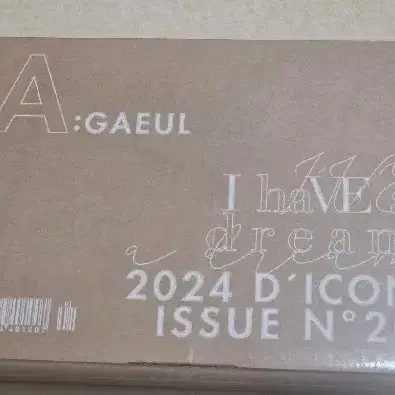 A:GAEUL
I haVE a
dream
2024 D'ICON
ISSUE N°2